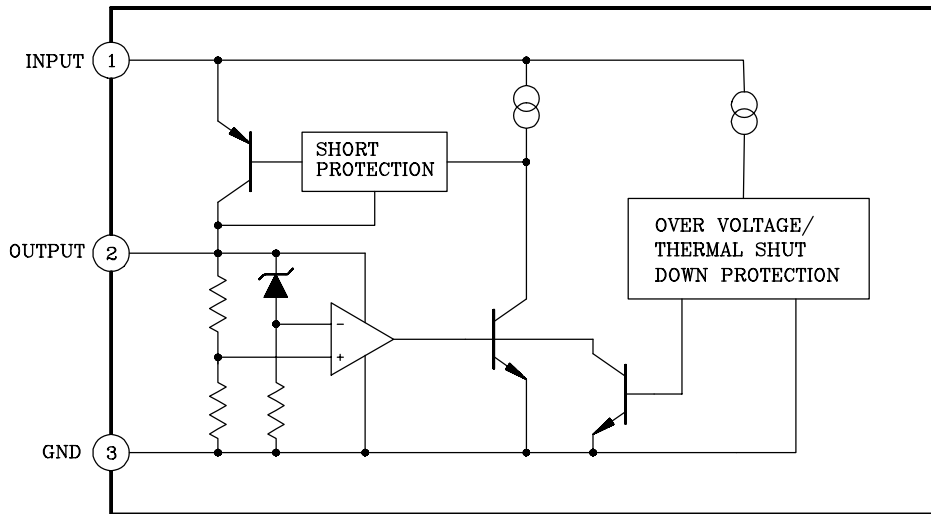 INPUT 1
SHORT
PROTECTION
OUTPUT 2
OVER VOLTAGE/
THERMAL SHUT
DOWN PROTECTION
−
+
GND 3